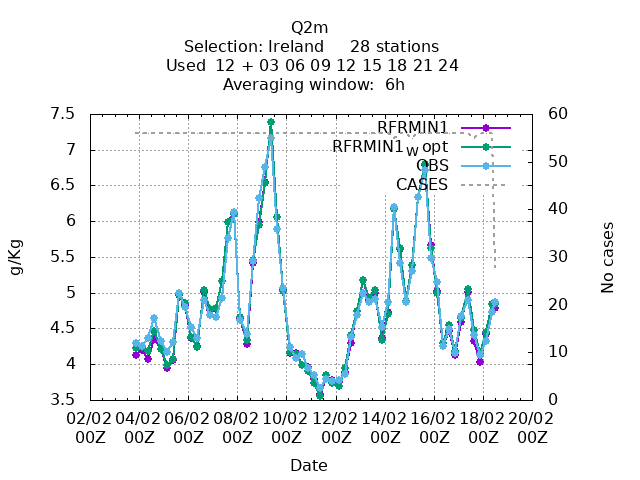 Q2m
Selection: Ireland 28 stations
Used 12 + 03 06 09 12 15 18 21 24
Averaging window: 6h
7.5
7
6.5
6
5.5
5
4.5
4
3.5
g/Kg
60
50
40
30
20
10
0
No cases
RFRMIN1
RFRMIN1_W opt
OBS
CASES
02/02 04/02 06/02 08/02 10/02 12/02 14/02 16/02 18/02 20/02
00Z 00Z 00Z 00Z 00Z 00Z 00Z 00Z 00Z 00Z
Date